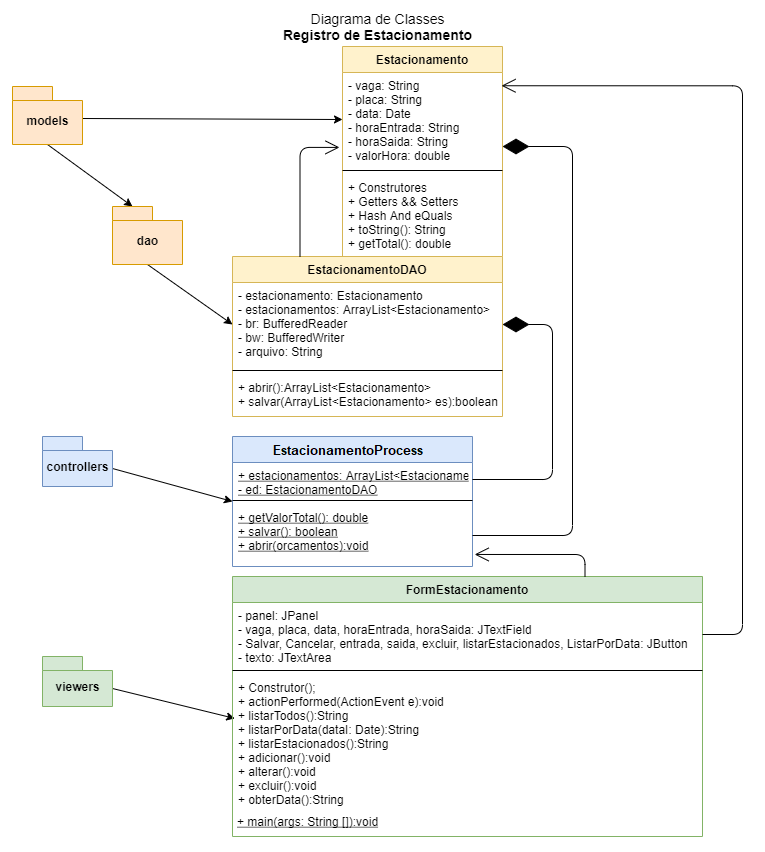 Diagrama de Classes
Registro de Estacionamento
Estacionamento
- vaga: String
- placa: String
- data: Date
- horaEntrada: String
- horaSaida: String
- valorHora: double
+ Construtores
+ Getters && Setters
+ Hash And eQuals
+ toString(): String
+ getTotal(): double
models
dao
EstacionamentoDAO
- estacionamento: Estacionamento
- estacionamentos: ArrayList<Estacionamento>
- br: BufferedReader
- bw: BufferedWriter
- arquivo: String
+ abrir():ArrayList<Estacionamento>
+ salvar(ArrayList<Estacionamento> es):boolean
controllers
EstacionamentoProcess
+ estacionamentos: ArrayList<Estacioname
- ed: EstacionamentoDAO
+ getValorTotal(): double
+ salvar(): boolean
+ abrir(orcamentos):void
viewers
FormEstacionamento
- panel: JPanel
- vaga, placa, data, horaEntrada, horaSaida: JTextField
- Salvar, Cancelar, entrada, saida, excluir, listarEstacionados, ListarPorData: JButton
- texto: JTextArea
+ Construtor();
+ actionPerformed(ActionEvent e):void
+ listarTodos():String
+ listarPorData(datal: Date):String
+ listarEstacionados():String
+ adicionar():void
+ alterar():void
+ excluir():void
+ obterData():String
+ main(args: String []):void